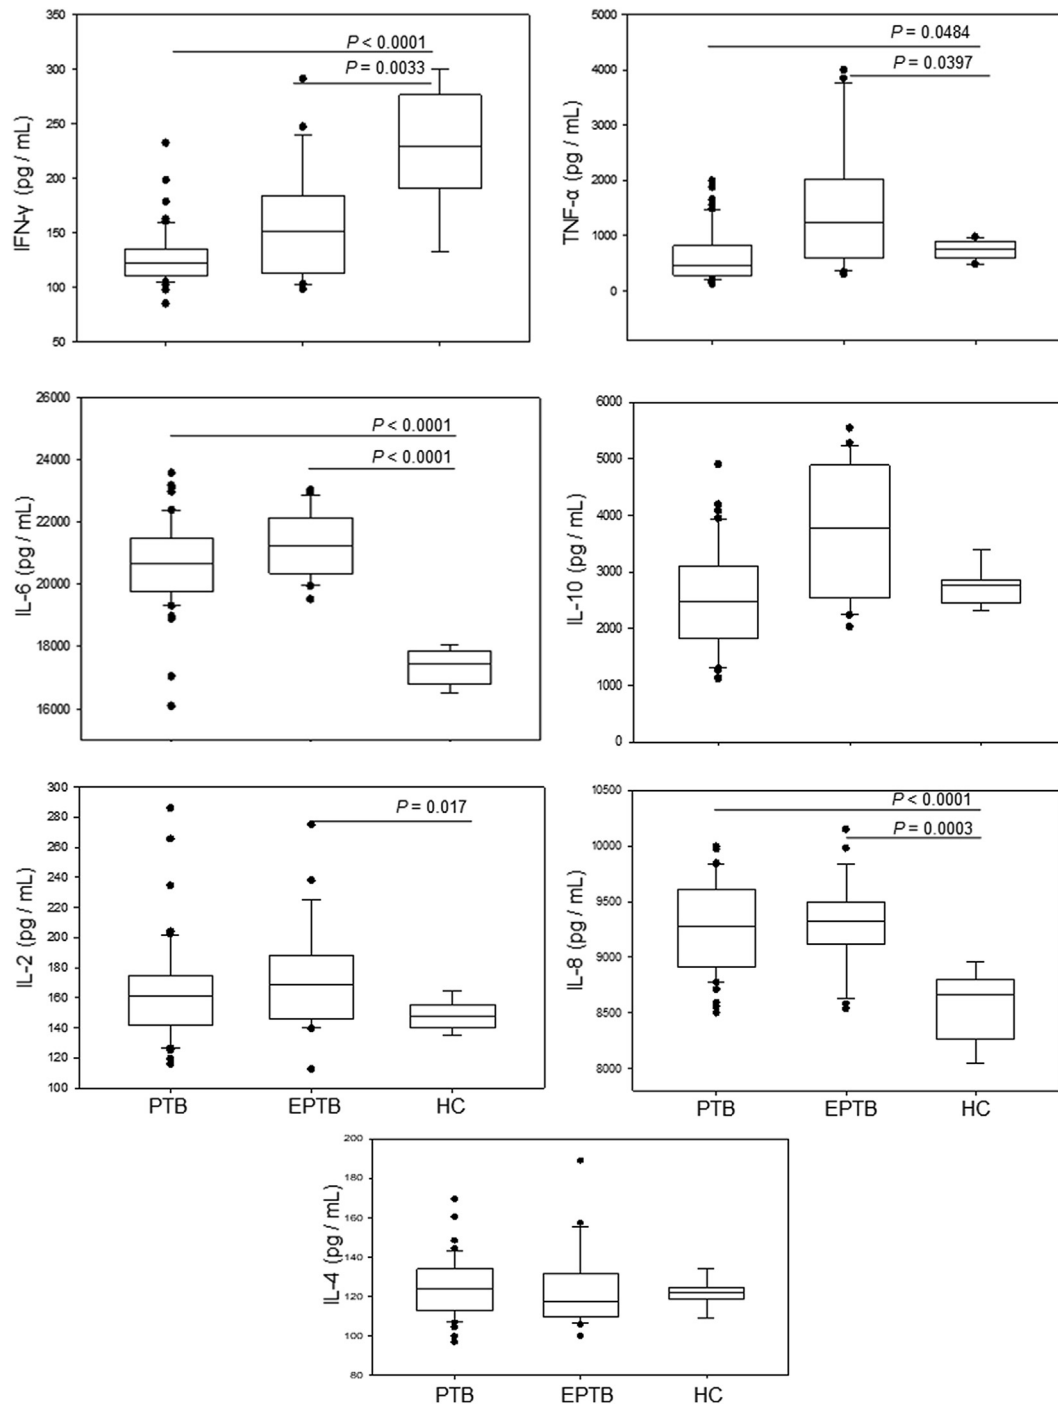 IFN-γ (pg / mL)
350
300
250
200
150
100
50
P < 0.0001
P = 0.0033
TNF-α (pg / mL)
5000
4000
3000
2000
1000
0
P = 0.0484
P = 0.0397
IL-6 (pg / mL)
26000
24000
22000
20000
18000
16000
P < 0.0001
P < 0.0001
IL-10 (pg / mL)
6000
5000
4000
3000
2000
1000
0
IL-2 (pg / mL)
300
280
260
240
220
200
180
160
140
120
100
P = 0.017
PTB EPTB HC
IL-8 (pg / mL)
10500
10000
9500
9000
8500
8000
P < 0.0001
P = 0.0003
PTB EPTB HC
IL-4 (pg / mL)
200
180
160
140
120
100
80
PTB EPTB HC